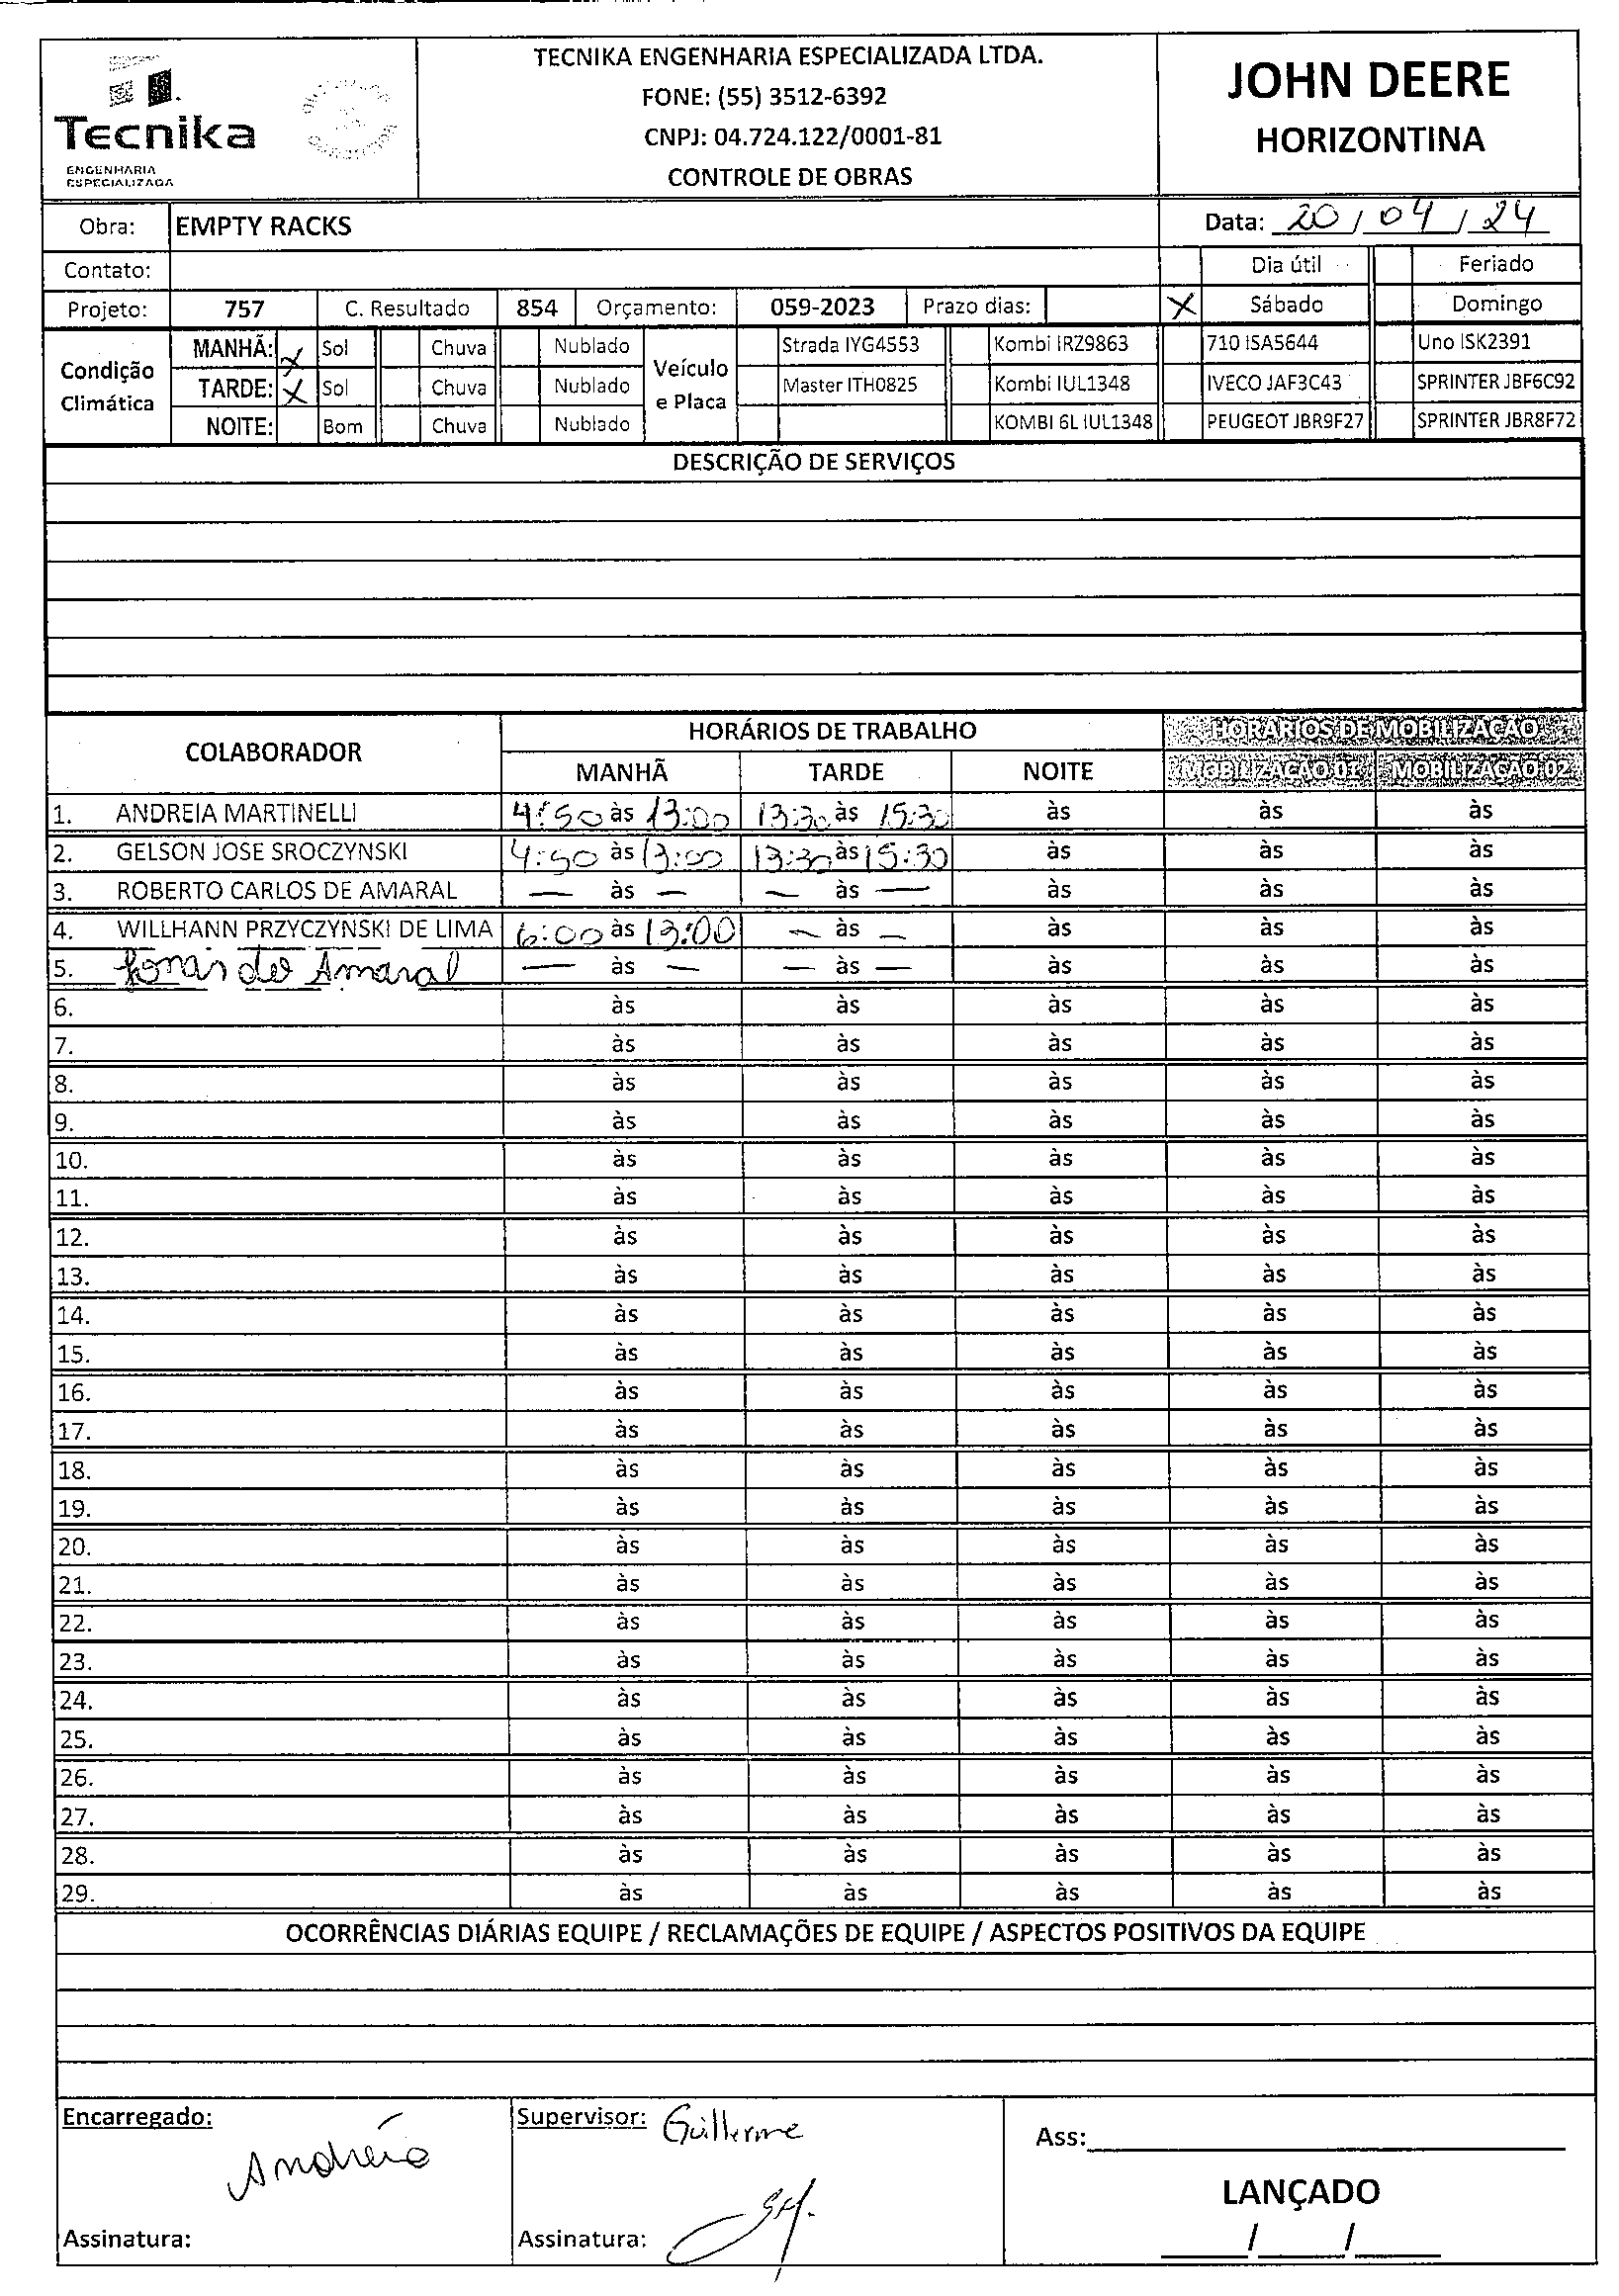 Tecnika
ENGENHARIA
ESPECIALIZADA
TECNIKA ENGENHARIA ESPECIALIZADA LTDA.
FONE: (55) 3512-6392
CNPJ: 04.724.122/0001-81
CONTROLE DE OBRAS
JOHN DEERE
HORIZONTINA
Obra: EMPTY RACKS Data: 20/04/24
Contato: Dia útil Feriado
Projeto: 757 C. Resultado 854 Orçamento: 059-2023 Prazo dias: X Sábado Domingo
Condição Climática
MANHÃ: X Sol Chuva Nublado
TARDE: X Sol Chuva Nublado
NOITE: Bom Chuva Nublado
Veículo e Placa
Strada IYG4553 Kombi IRZ9863 710 ISA5644 Uno ISK2391
Master ITH0825 Kombi IUL1348 IVECO JAF3C43 SPRINTER JBF6C92
KOMBI 6L IUL1348 PEUGEOT JBR9F27 SPRINTER JBR8F72
DESCRIÇÃO DE SERVIÇOS
COLABORADOR HORÁRIOS DE TRABALHO HORÁRIOS DE MOBILIZAÇÃO
MANHÃ TARDE NOITE MOBILIZAÇÃO 01 MOBILIZAÇÃO 02
1. ANDREIA MARTINELLI 4:50 às 13:00 13:30 às 15:30 às às às
2. GELSON JOSE SROCZYNSKI 4:50 às 13:00 13:30 às 15:30 às às às
3. ROBERTO CARLOS DE AMARAL — às — — às — às às às
4. WILLHANN PRZYCZYNSKI DE LIMA 6:00 às 13:00 — às — às às às
5. Jonas do Amaral — às — — às — às às às
6. às às às às às
7. às às às às às
8. às às às às às
9. às às às às às
10. às às às às às
11. às às às às às
12. às às às às às
13. às às às às às
14. às às às às às
15. às às às às às
16. às às às às às
17. às às às às às
18. às às às às às
19. às às às às às
20. às às às às às
21. às às às às às
22. às às às às às
23. às às às às às
24. às às às às às
25. às às às às às
26. às às às às às
27. às às às às às
28. às às às às às
29. às às às às às
OCORRÊNCIAS DIÁRIAS EQUIPE / RECLAMAÇÕES DE EQUIPE / ASPECTOS POSITIVOS DA EQUIPE
Encarregado: Andréia
Assinatura:
Supervisor: Guilherme
Assinatura:
Ass:
LANÇADO
/ /